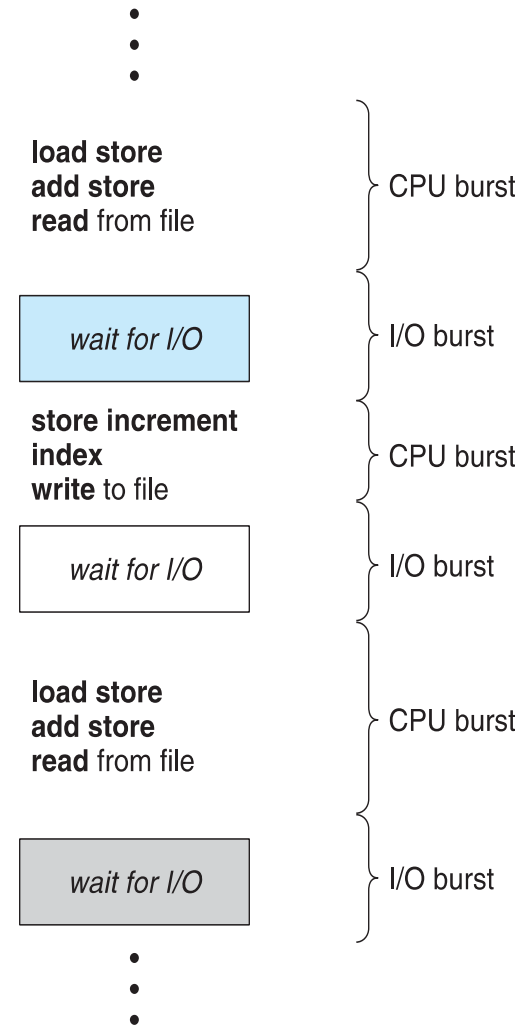 load store
add store
read from file
CPU burst
wait for I/O
I/O burst
store increment
index
write to file
CPU burst
wait for I/O
I/O burst
load store
add store
read from file
CPU burst
wait for I/O
I/O burst